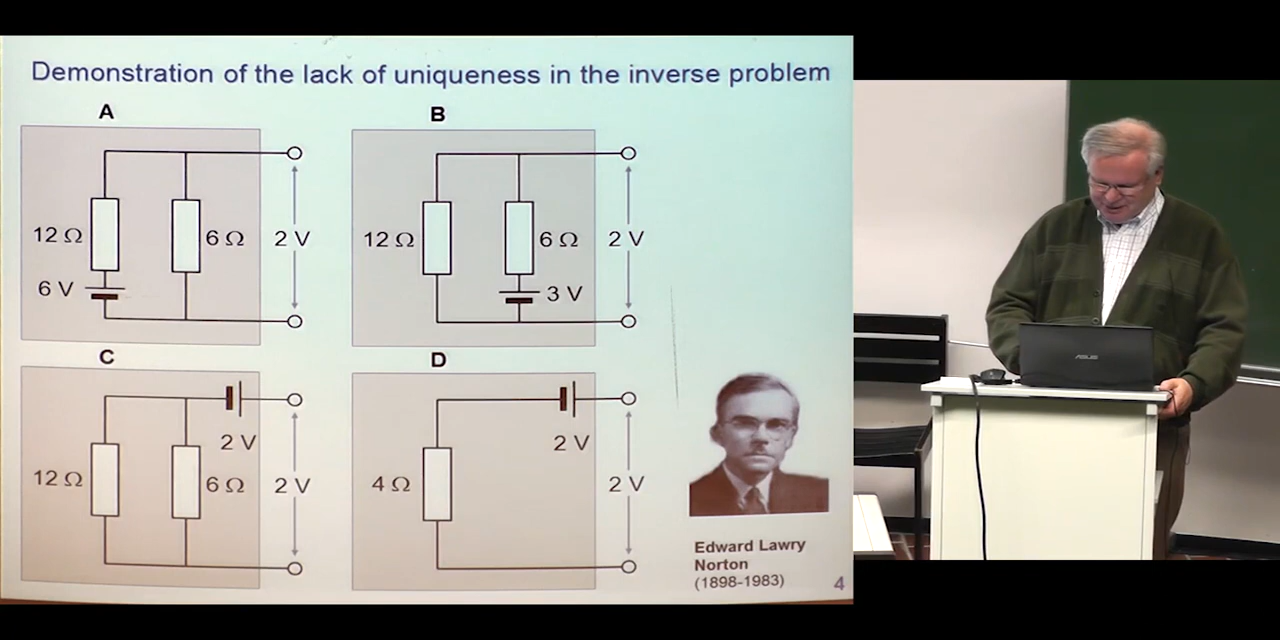 Demonstration of the lack of uniqueness in the inverse problem
A
B
12 Ω
6 Ω
2 V
6 V
12 Ω
6 Ω
2 V
3 V
C
D
2 V
12 Ω
6 Ω
2 V
2 V
4 Ω
2 V
Edward Lawry
Norton
(1898-1983)
4
ASUS